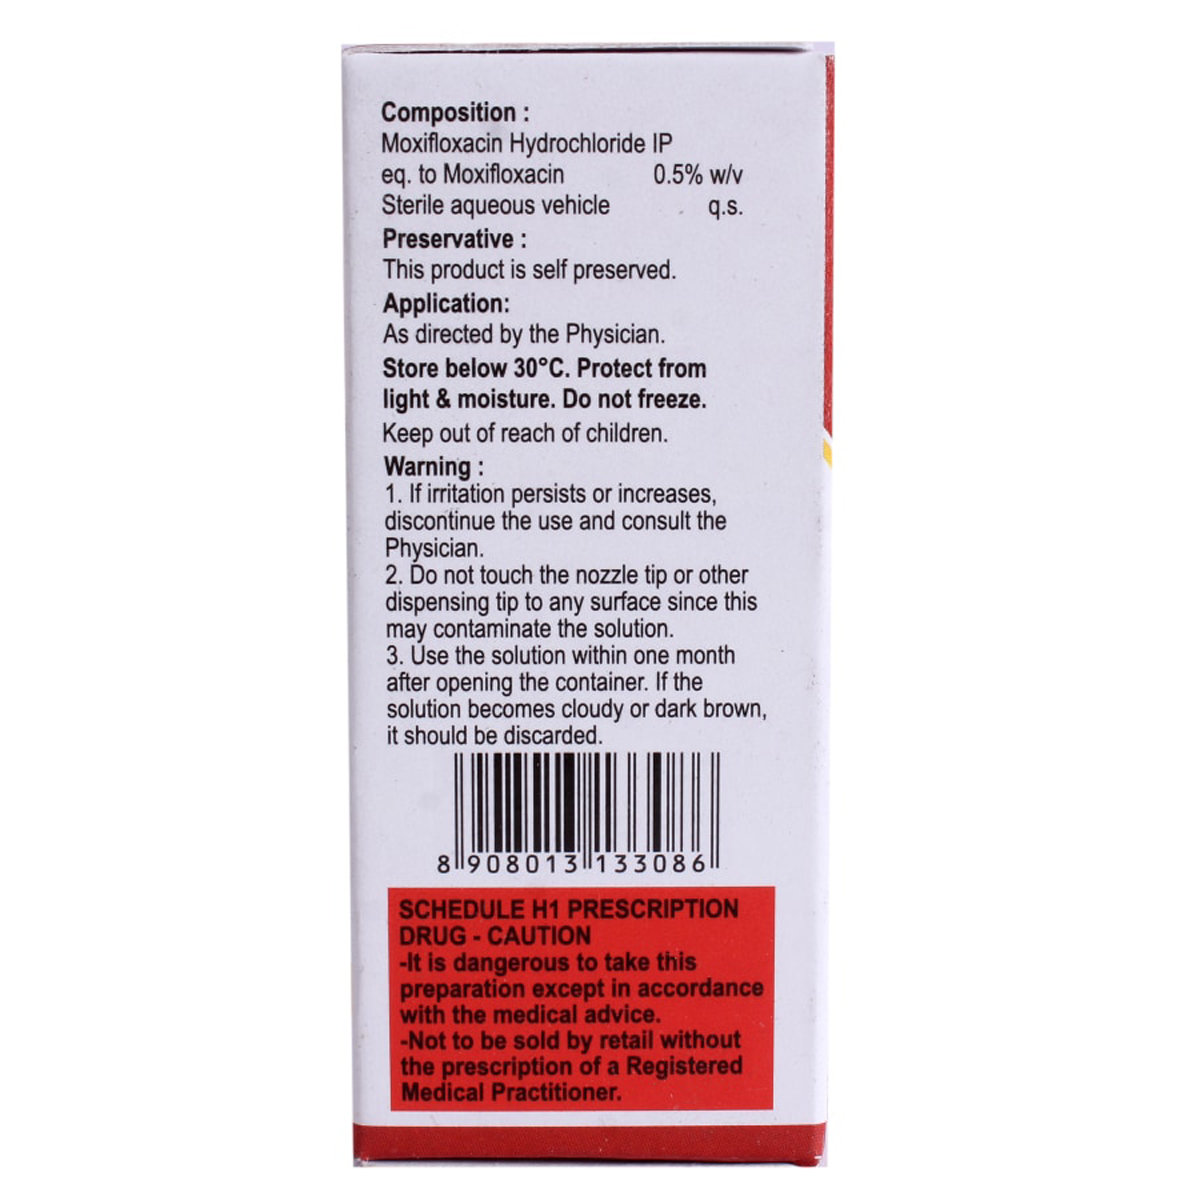 Composition :
Moxifloxacin Hydrochloride IP
eq. to Moxifloxacin 0.5% w/v
Sterile aqueous vehicle q.s.
Preservative :
This product is self preserved.
Application:
As directed by the Physician.
Store below 30°C. Protect from
light & moisture. Do not freeze.
Keep out of reach of children.
Warning :
1. If irritation persists or increases,
discontinue the use and consult the
Physician.
2. Do not touch the nozzle tip or other
dispensing tip to any surface since this
may contaminate the solution.
3. Use the solution within one month
after opening the container. If the
solution becomes cloudy or dark brown,
it should be discarded.
8 908013 133086
SCHEDULE H1 PRESCRIPTION
DRUG - CAUTION
-It is dangerous to take this
preparation except in accordance
with the medical advice.
-Not to be sold by retail without
the prescription of a Registered
Medical Practitioner.